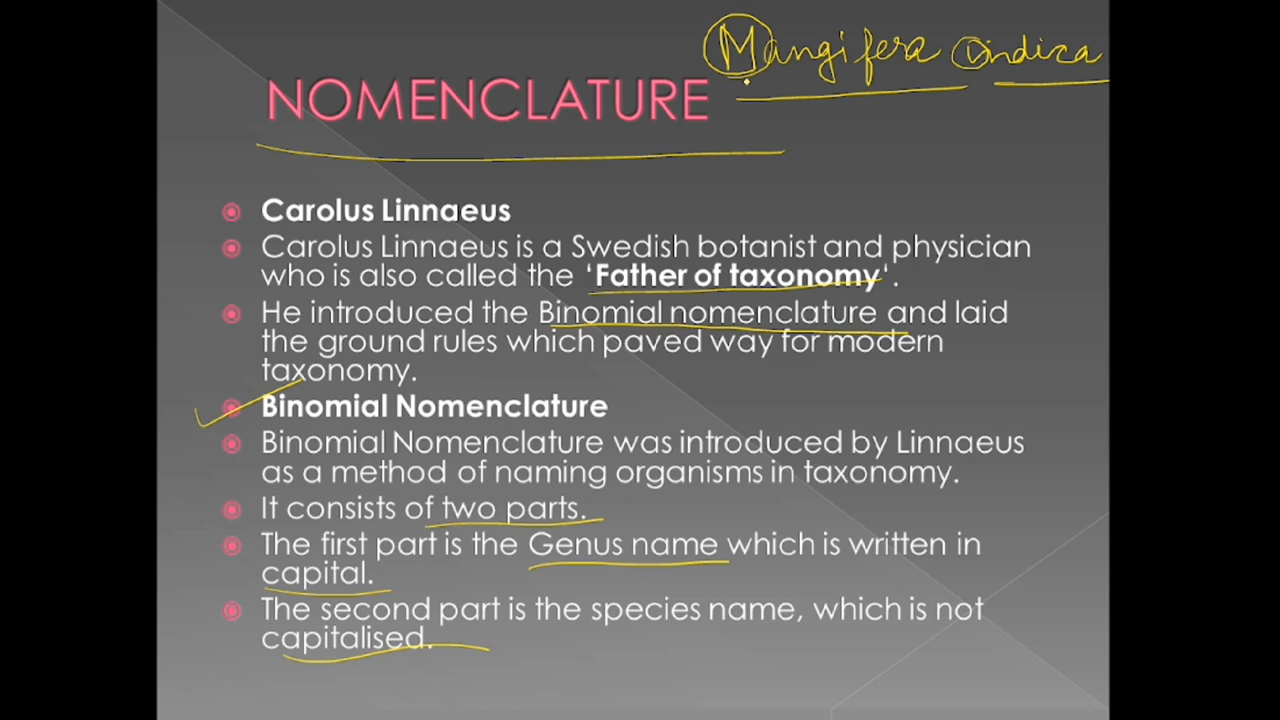 Mangifera indica
NOMENCLATURE
Carolus Linnaeus
Carolus Linnaeus is a Swedish botanist and physician
who is also called the ‘Father of taxonomy‘.
He introduced the Binomial nomenclature and laid
the ground rules which paved way for modern
taxonomy.
Binomial Nomenclature
Binomial Nomenclature was introduced by Linnaeus
as a method of naming organisms in taxonomy.
It consists of two parts.
The first part is the Genus name which is written in
capital.
The second part is the species name, which is not
capitalised.